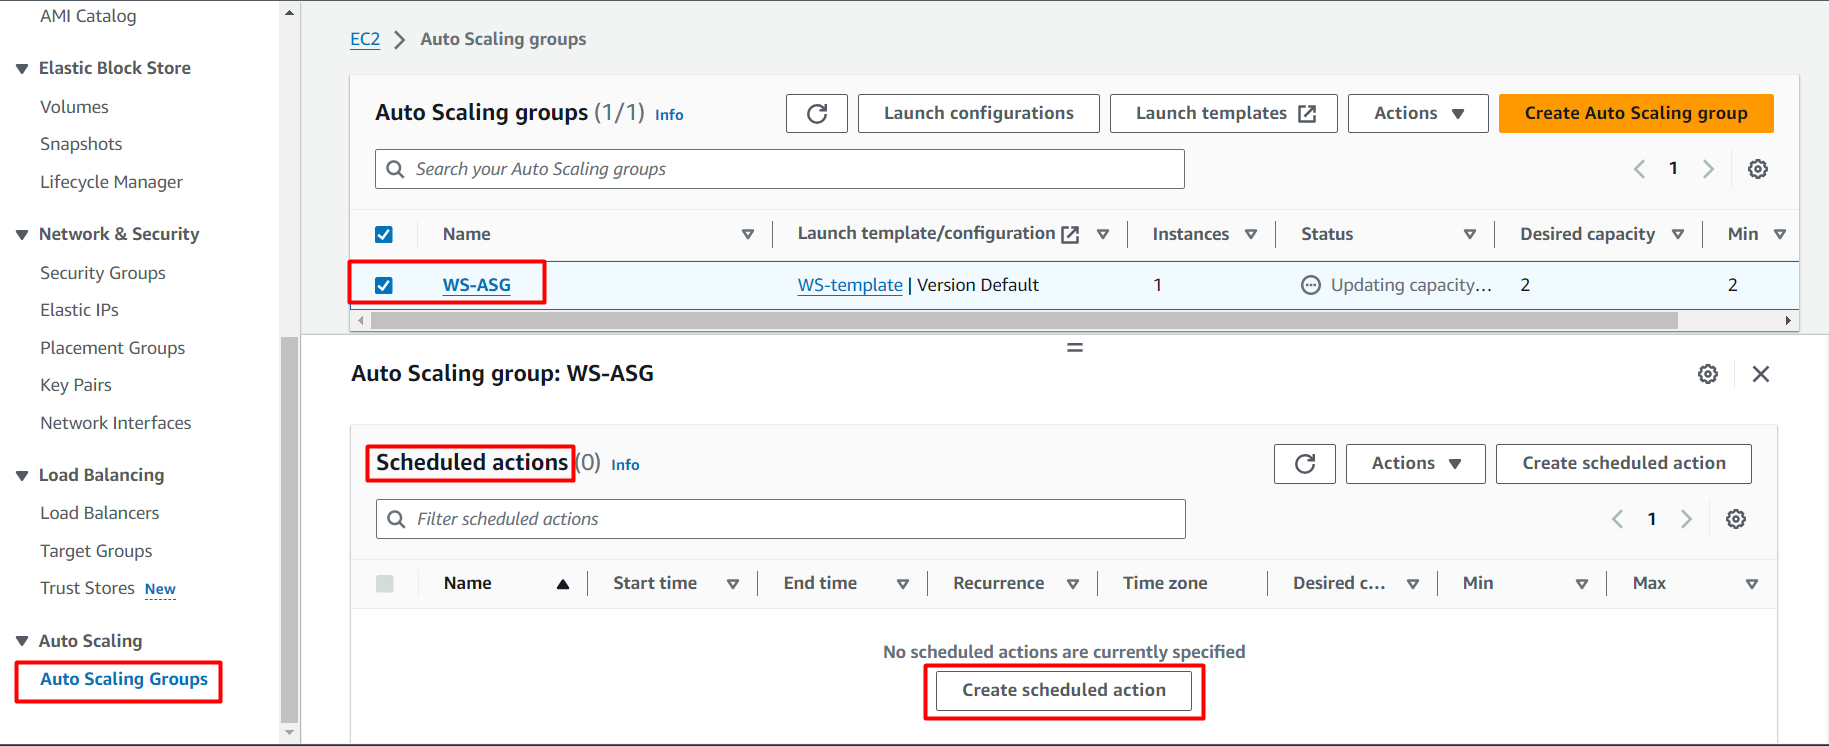 AMI Catalog
Elastic Block Store
Volumes
Snapshots
Lifecycle Manager
Network & Security
Security Groups
Elastic IPs
Placement Groups
Key Pairs
Network Interfaces
Load Balancing
Load Balancers
Target Groups
Trust Stores New
Auto Scaling
Auto Scaling Groups
EC2 Auto Scaling groups
Auto Scaling groups (1/1) Info Launch configurations Launch templates Actions Create Auto Scaling group
Search your Auto Scaling groups 1
Name Launch template/configuration Instances Status Desired capacity Min
WS-ASG WS-template | Version Default 1 Updating capacity... 2 2
Auto Scaling group: WS-ASG
Scheduled actions (0) Info Actions Create scheduled action
Filter scheduled actions 1
Name Start time End time Recurrence Time zone Desired c... Min Max
No scheduled actions are currently specified
Create scheduled action